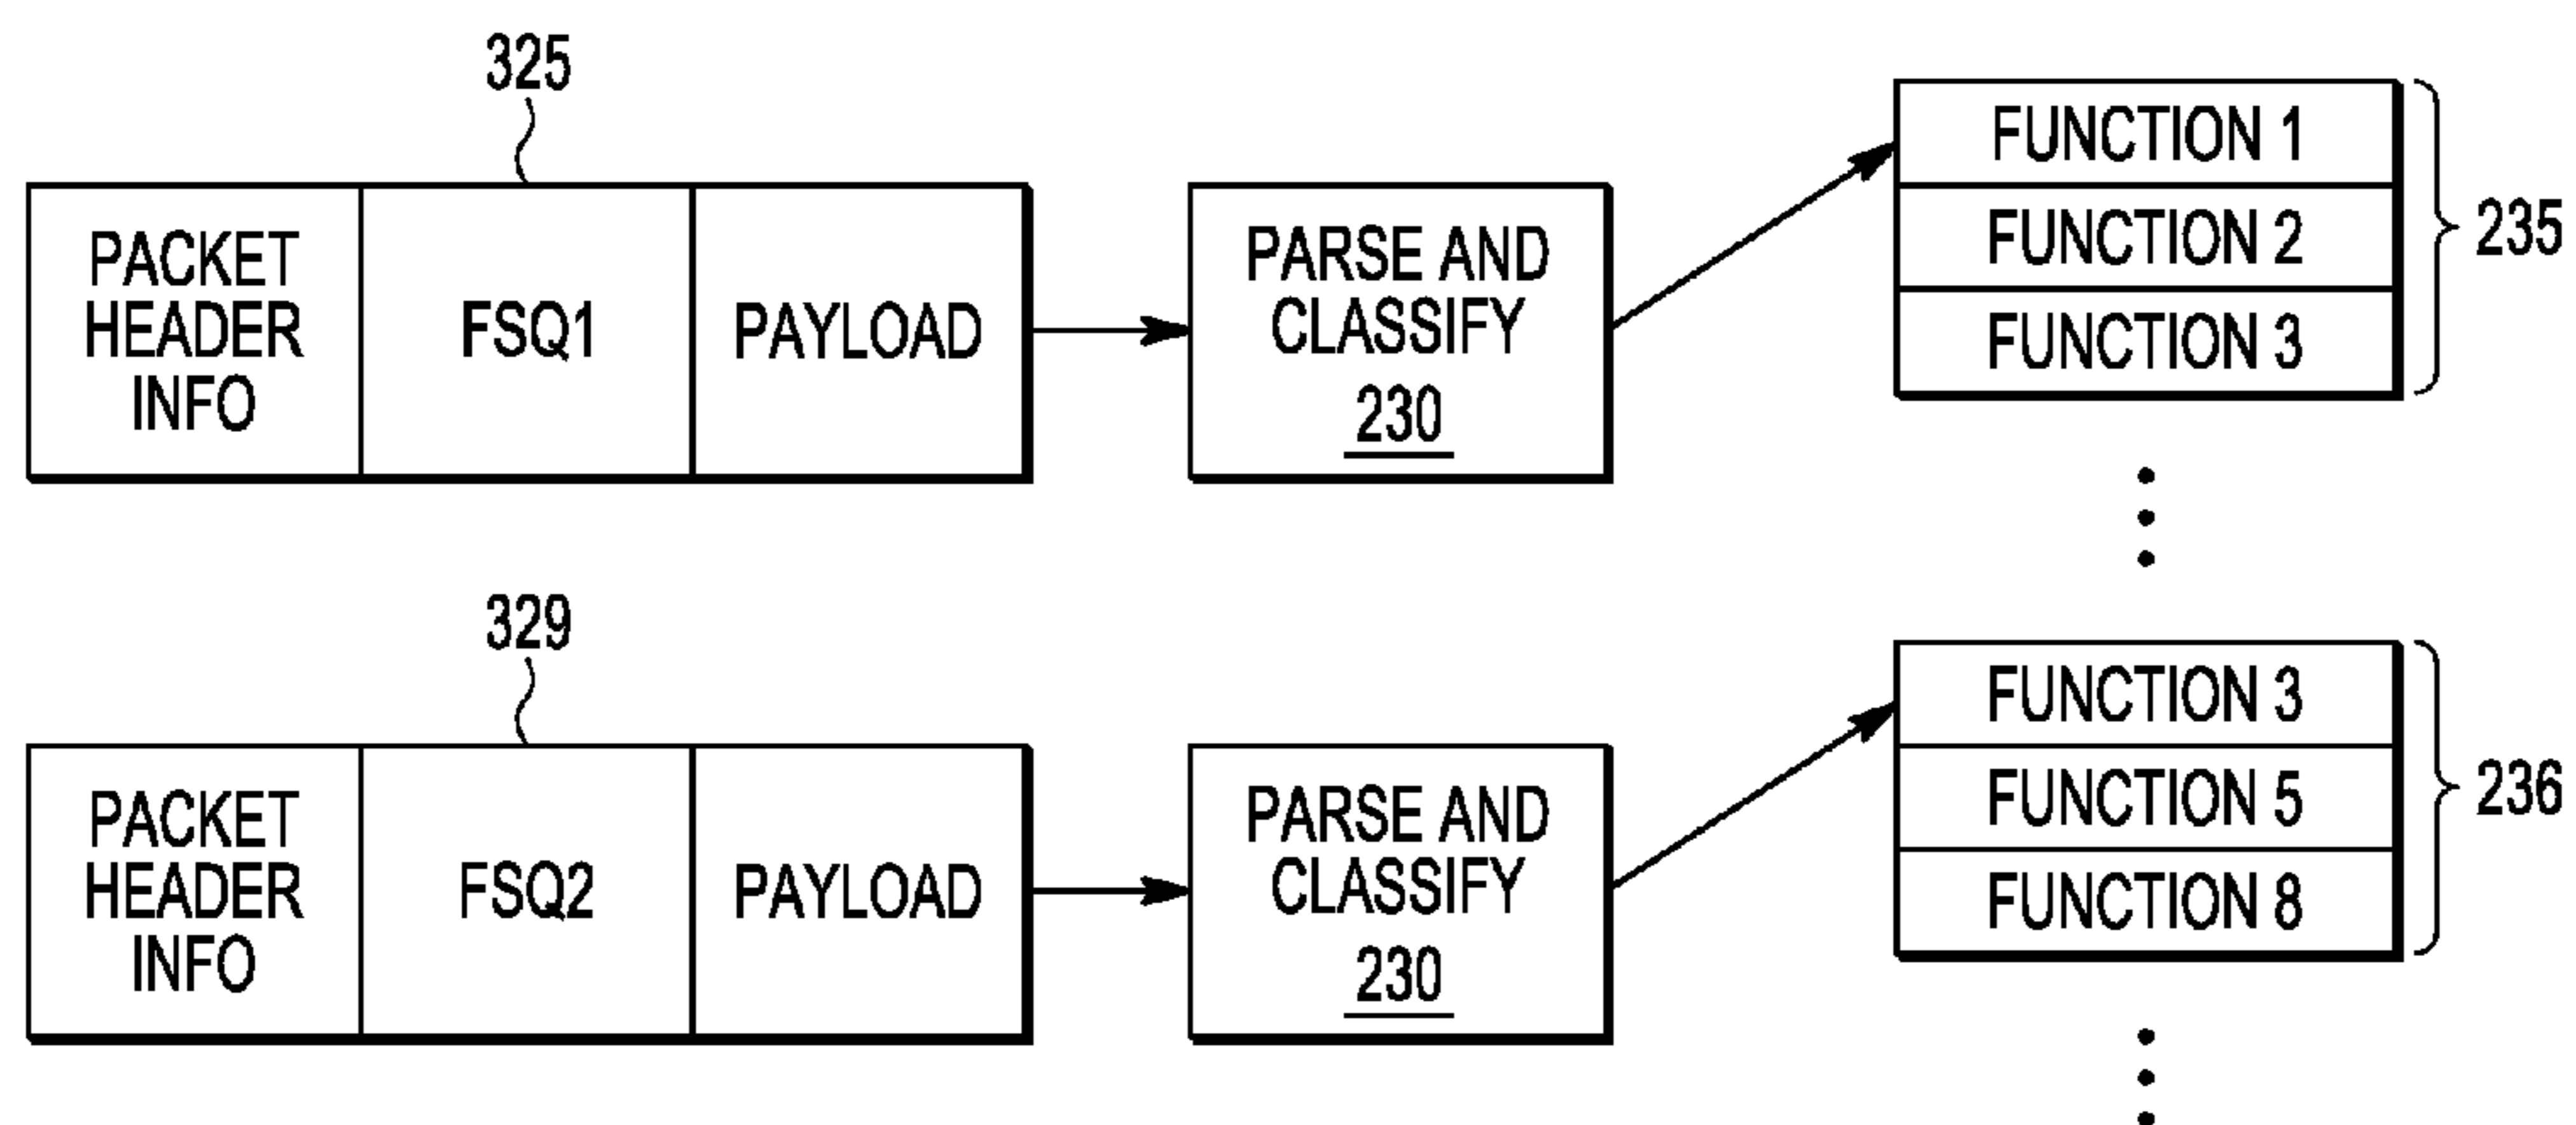 325
PACKET
HEADER
INFO
FSQ1
PAYLOAD
PARSE AND
CLASSIFY
230
FUNCTION 1
FUNCTION 2
FUNCTION 3
235
329
PACKET
HEADER
INFO
FSQ2
PAYLOAD
PARSE AND
CLASSIFY
230
FUNCTION 3
FUNCTION 5
FUNCTION 8
236